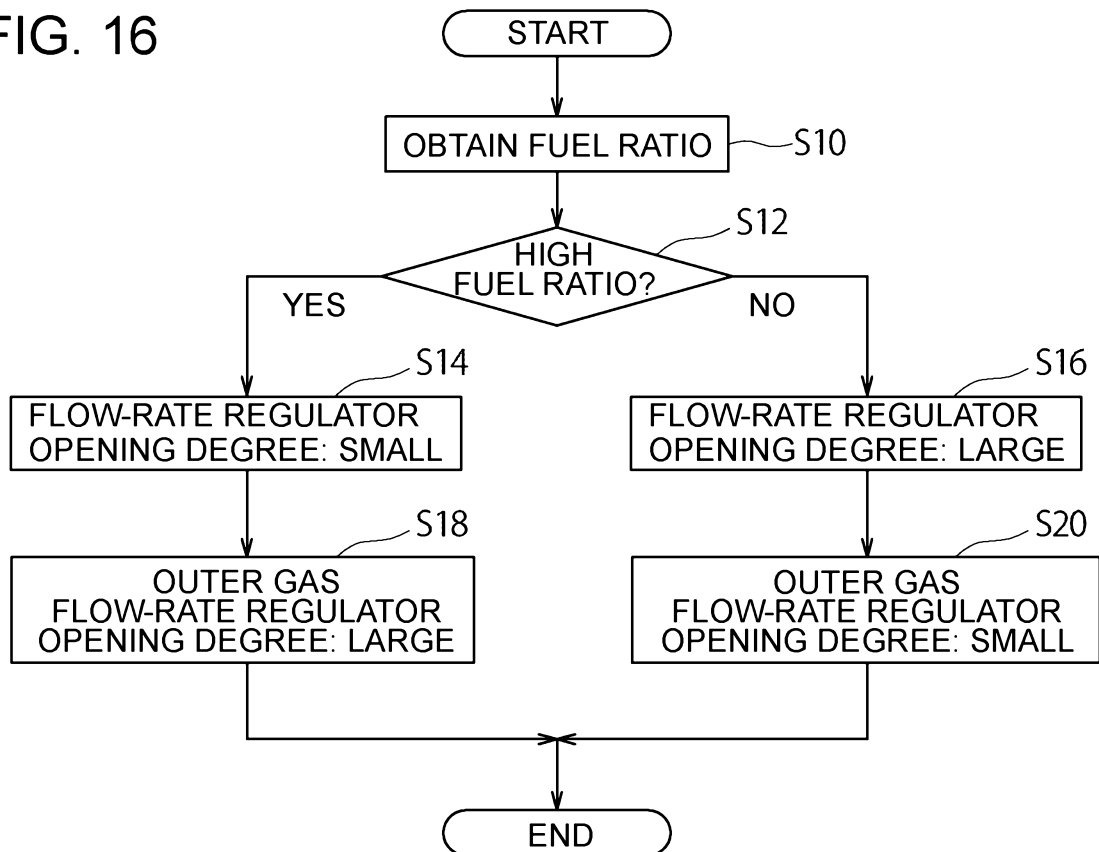 FIG. 16
START
OBTAIN FUEL RATIO
S10
S12
HIGH
FUEL RATIO?
YES
NO
S14
FLOW-RATE REGULATOR
OPENING DEGREE: SMALL
S16
FLOW-RATE REGULATOR
OPENING DEGREE: LARGE
S18
OUTER GAS
FLOW-RATE REGULATOR
OPENING DEGREE: LARGE
S20
OUTER GAS
FLOW-RATE REGULATOR
OPENING DEGREE: SMALL
END